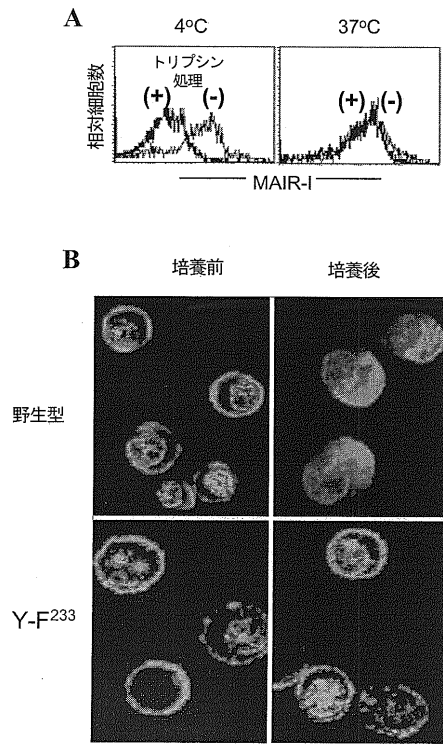 A
4°C 37°C
トリプシン
処理
(+) (-) (+) (-)
相対細胞数
MAIR-I
B
培養前 培養後
野生型
Y-F233